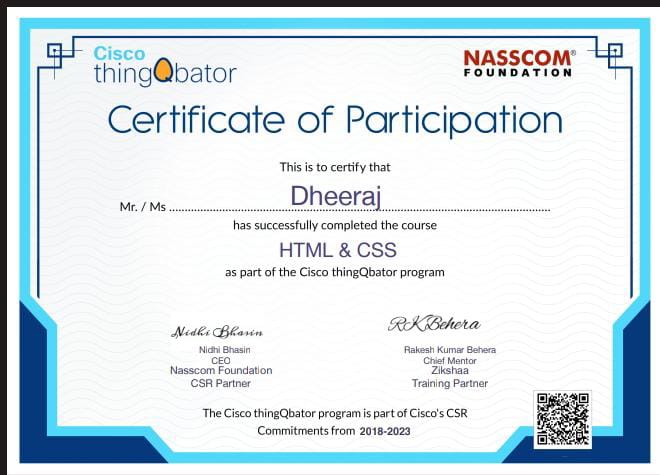 Cisco
thingQbator
NASSCOM®
FOUNDATION
Certificate of Participation
This is to certify that
Mr. / Ms ........ Dheeraj ........
has successfully completed the course
HTML & CSS
as part of the Cisco thingQbator program
Nidhi Bhasin
RKBehera
Nidhi Bhasin
CEO
Nasscom Foundation
CSR Partner
Rakesh Kumar Behera
Chief Mentor
Zikshaa
Training Partner
The Cisco thingQbator program is part of Cisco's CSR
Commitments from 2018-2023